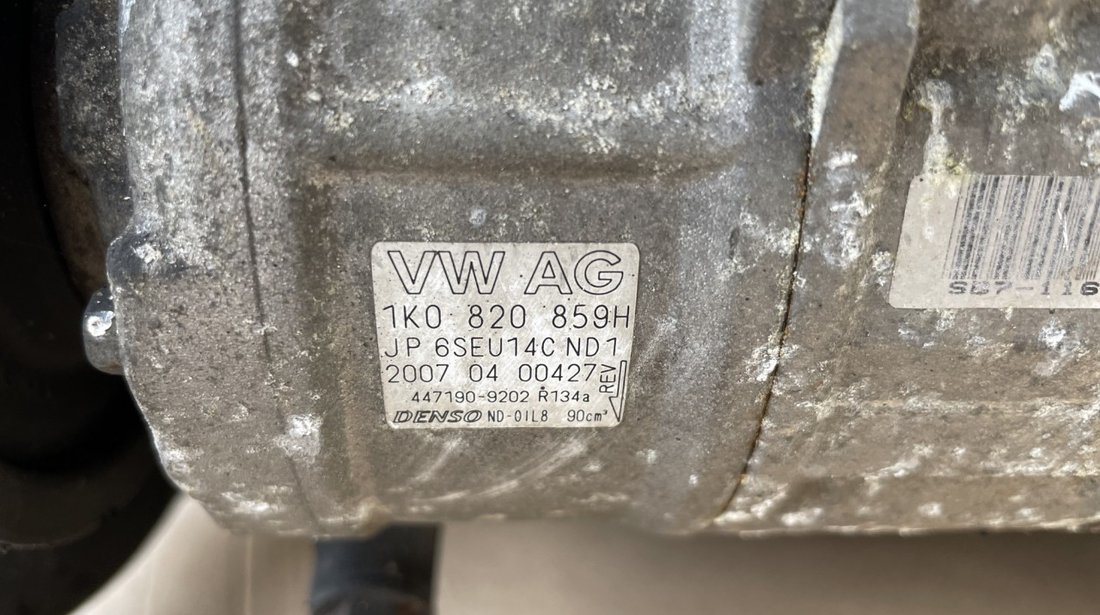 VW AG
1K0 820 859H
JP 6SEU14C ND1
2007 04 00427
REV
447190-9202 R134a
DENSO ND-OIL8 90cm³